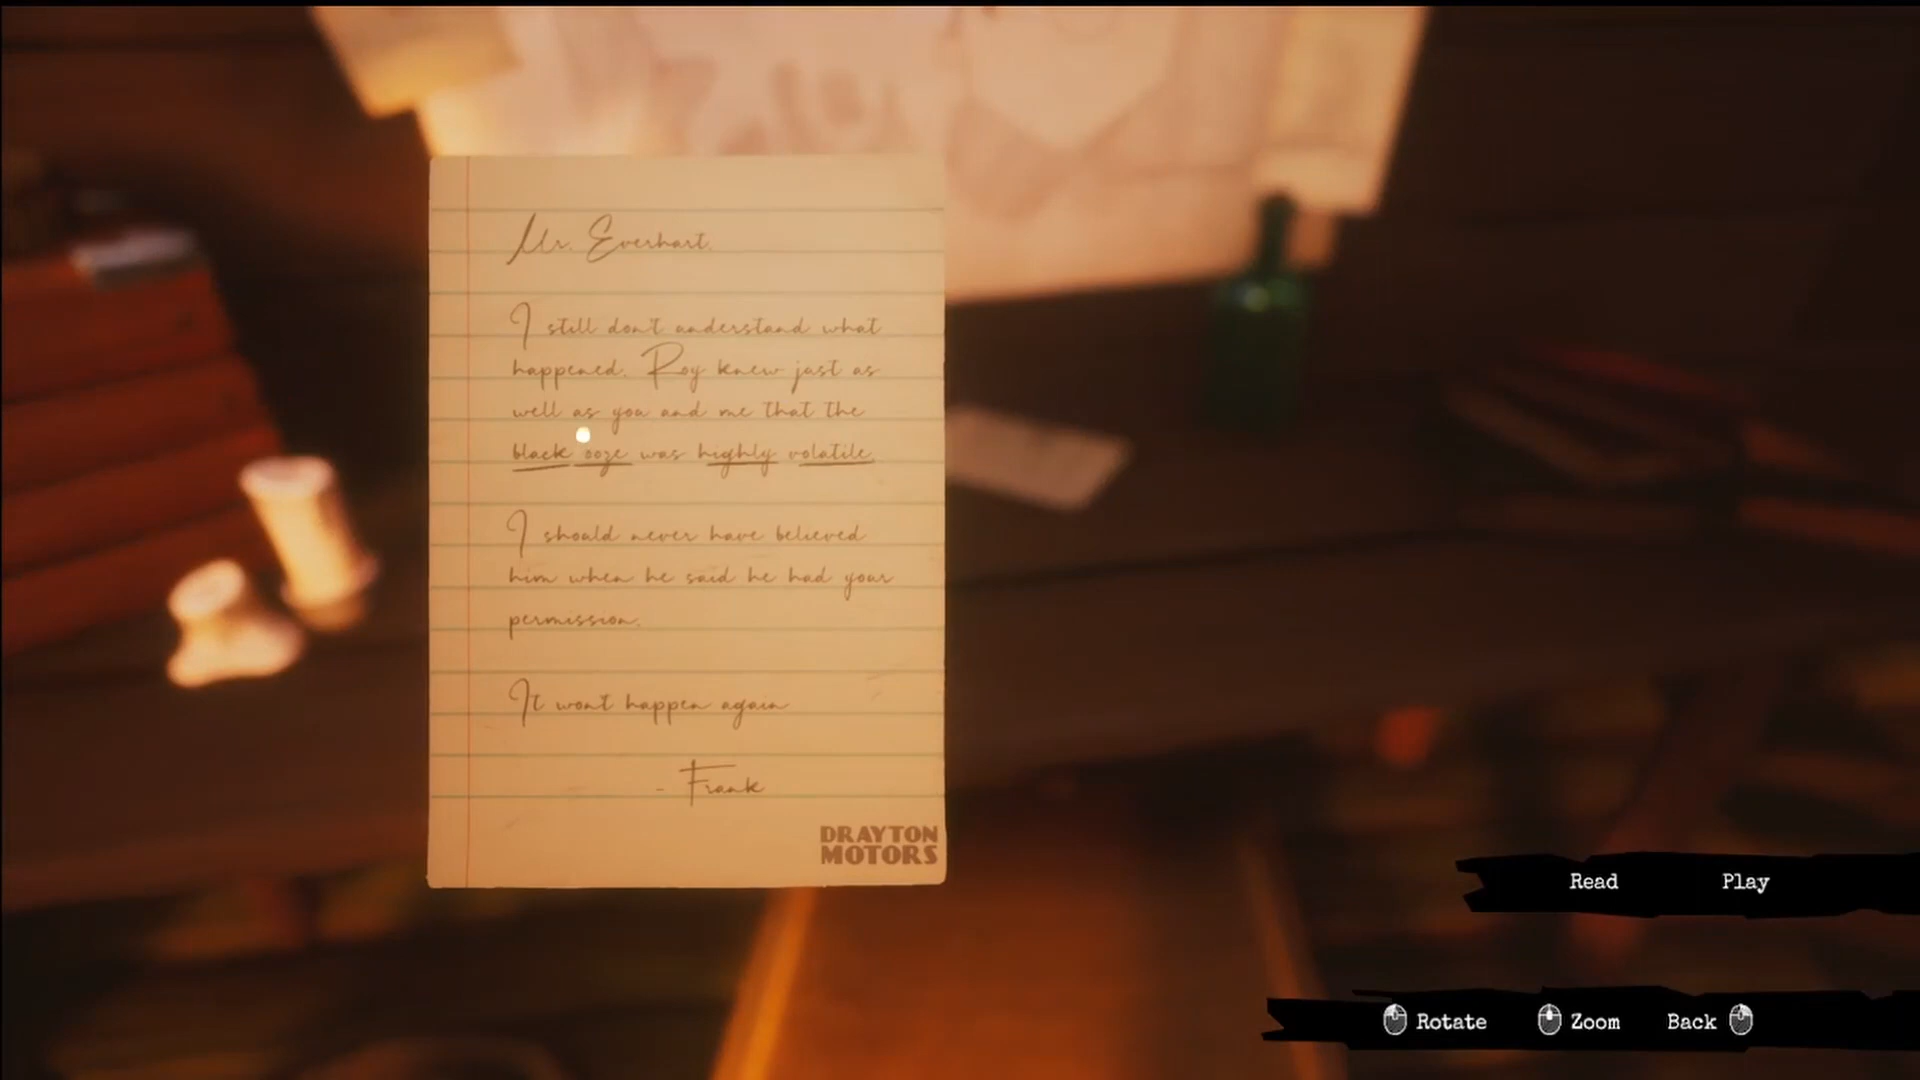 Mr. Everhart,
I still don't understand what
happened. Roy knew just as
well as you and me that the
black ooze was highly volatile.
I should never have believed
him when he said he had your
permission.
It wont happen again
- Frank
DRAYTON
MOTORS
Read Play
Rotate Zoom Back